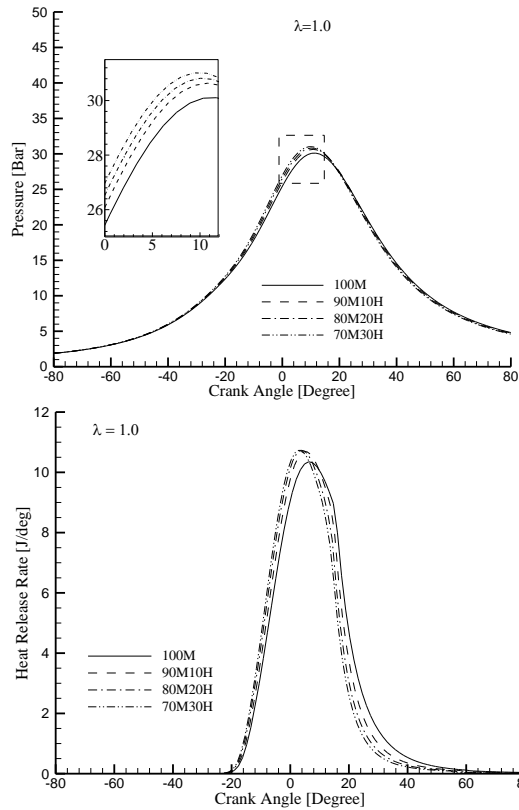 50
45
40
35
30
25
20
15
10
5
0
Pressure [Bar]
λ=1.0
30
28
26
0 5 10
100M
90M10H
80M20H
70M30H
-80 -60 -40 -20 0 20 40 60 80
Crank Angle [Degree]
12
10
8
6
4
2
0
Heat Release Rate [J/deg]
λ = 1.0
100M
90M10H
80M20H
70M30H
-80 -60 -40 -20 0 20 40 60 80
Crank Angle [Degree]